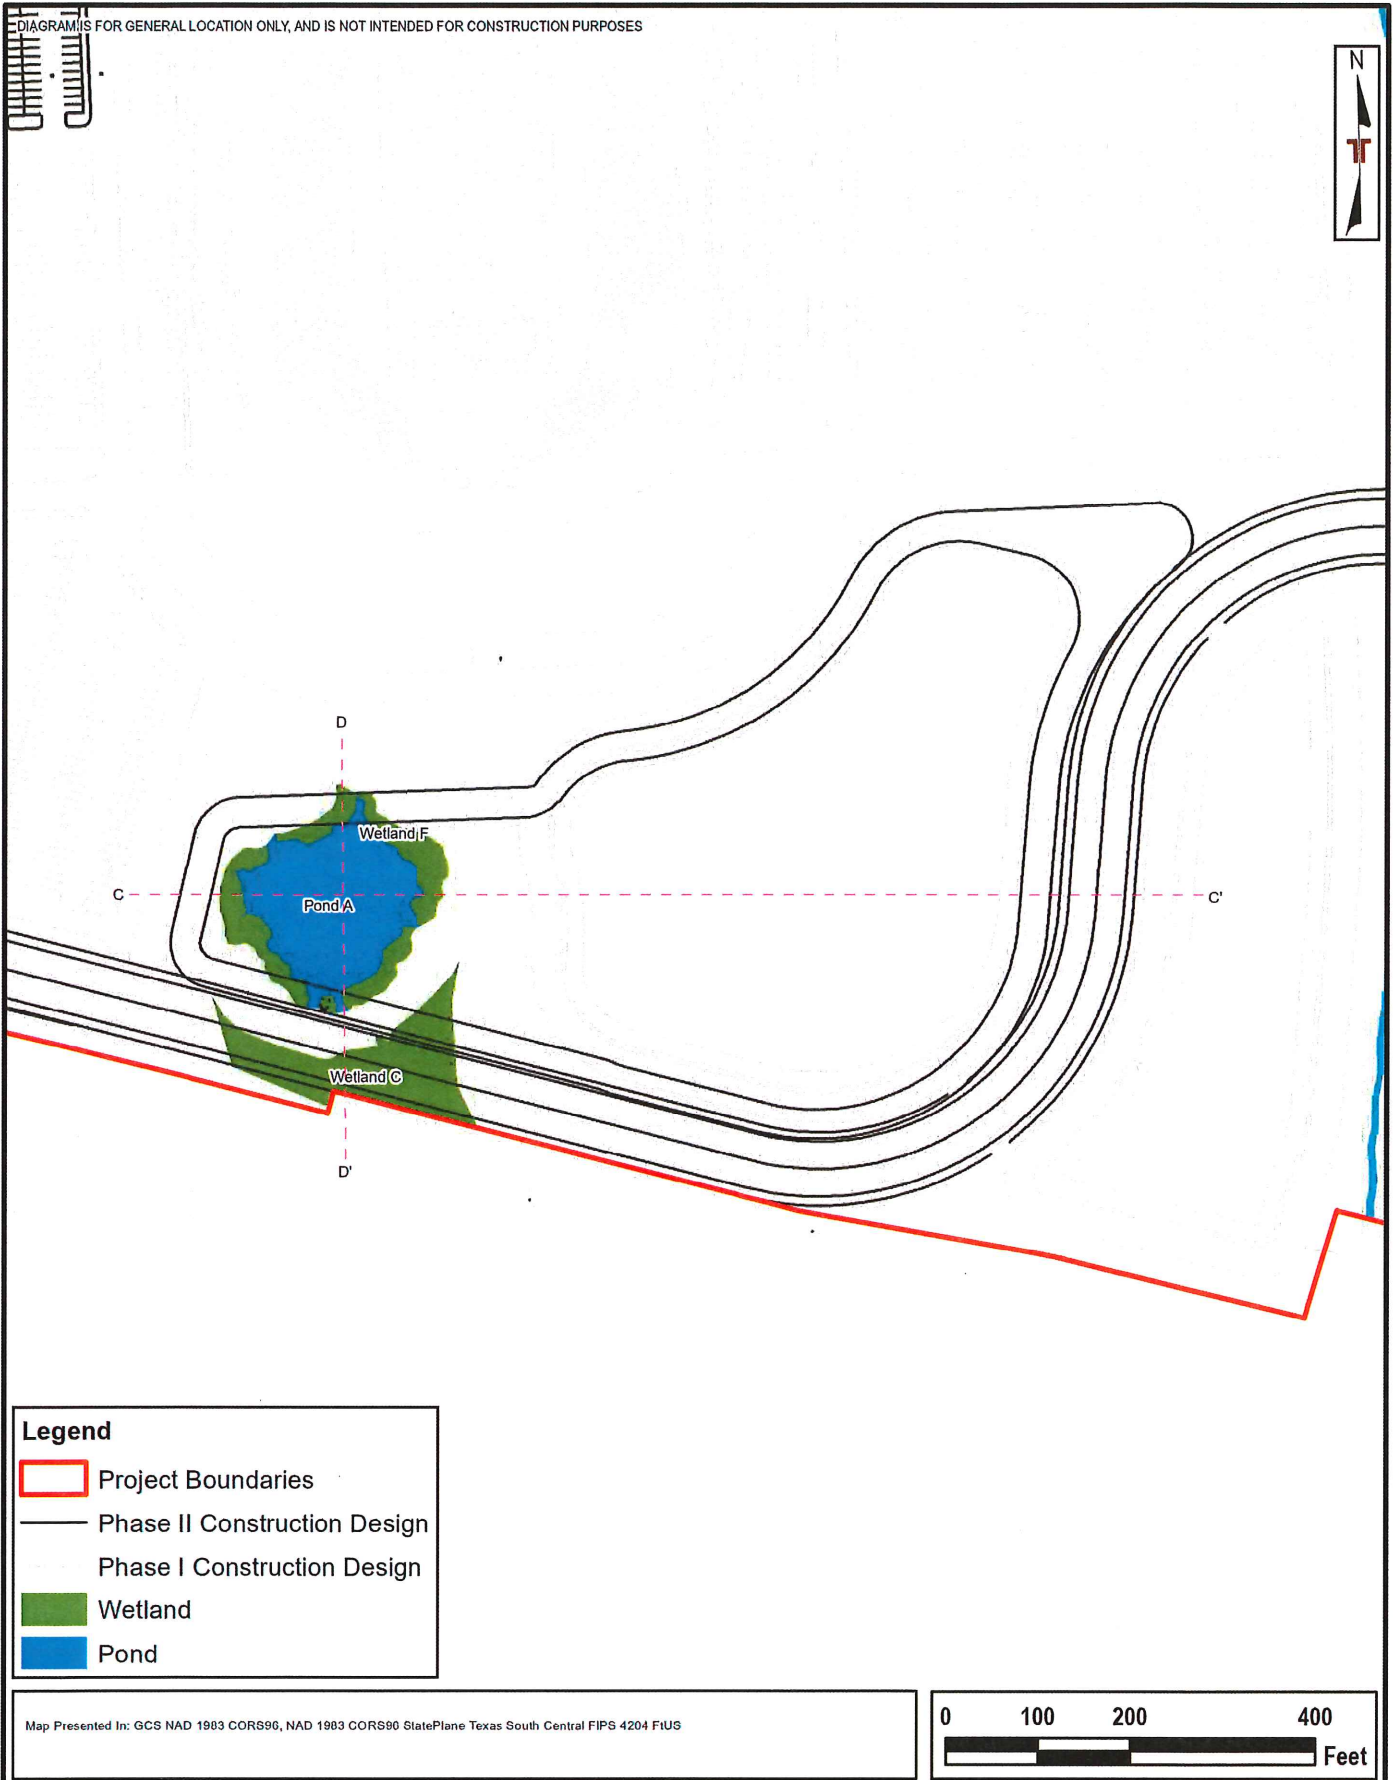 DIAGRAM IS FOR GENERAL LOCATION ONLY, AND IS NOT INTENDED FOR CONSTRUCTION PURPOSES
N
D
Wetland F
C
Pond A
C'
Wetland C
D'
Legend
Project Boundaries
Phase II Construction Design
Phase I Construction Design
Wetland
Pond
Map Presented In: GCS NAD 1983 CORS96, NAD 1983 CORS96 StatePlane Texas South Central FIPS 4204 FtUS
0 100 200 400
Feet